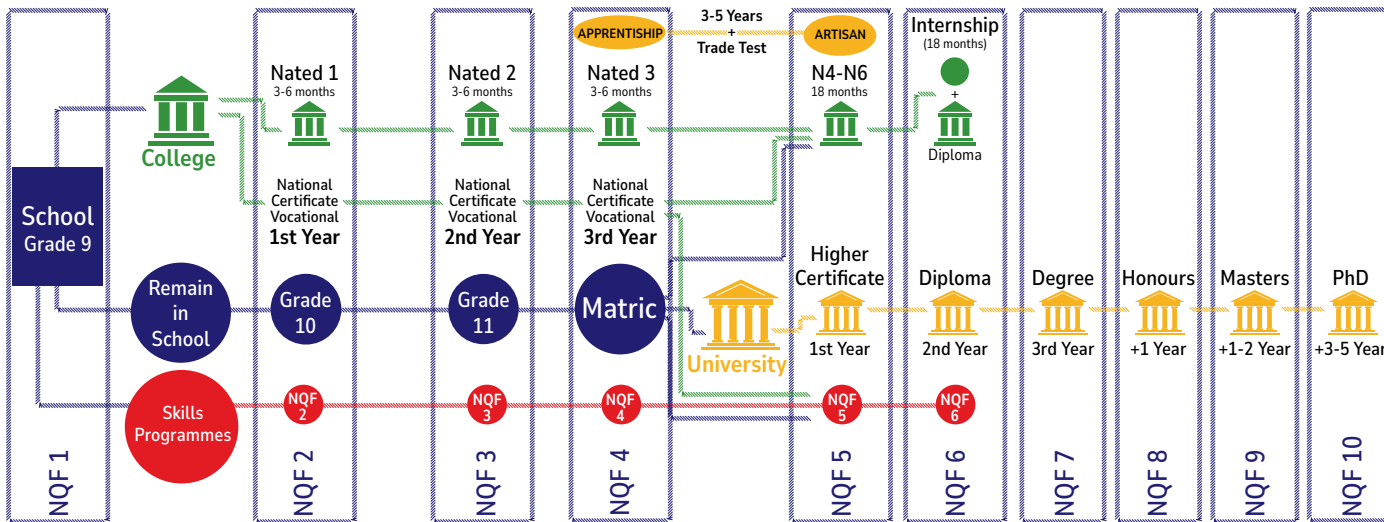 3-5 Years
+
Trade Test
APPRENTISHIP
ARTISAN
Internship
(18 months)
+
Diploma
Nated 1
3-6 months
Nated 2
3-6 months
Nated 3
3-6 months
N4-N6
18 months
College
National
Certificate
Vocational
1st Year
National
Certificate
Vocational
2nd Year
National
Certificate
Vocational
3rd Year
School
Grade 9
Remain
in
School
Grade
10
Grade
11
Matric
University
Higher
Certificate
1st Year
Diploma
2nd Year
Degree
3rd Year
Honours
+1 Year
Masters
+1-2 Year
PhD
+3-5 Year
Skills
Programmes
NQF
2
NQF
3
NQF
4
NQF
5
NQF
6
NQF 1
NQF 2
NQF 3
NQF 4
NQF 5
NQF 6
NQF 7
NQF 8
NQF 9
NQF 10